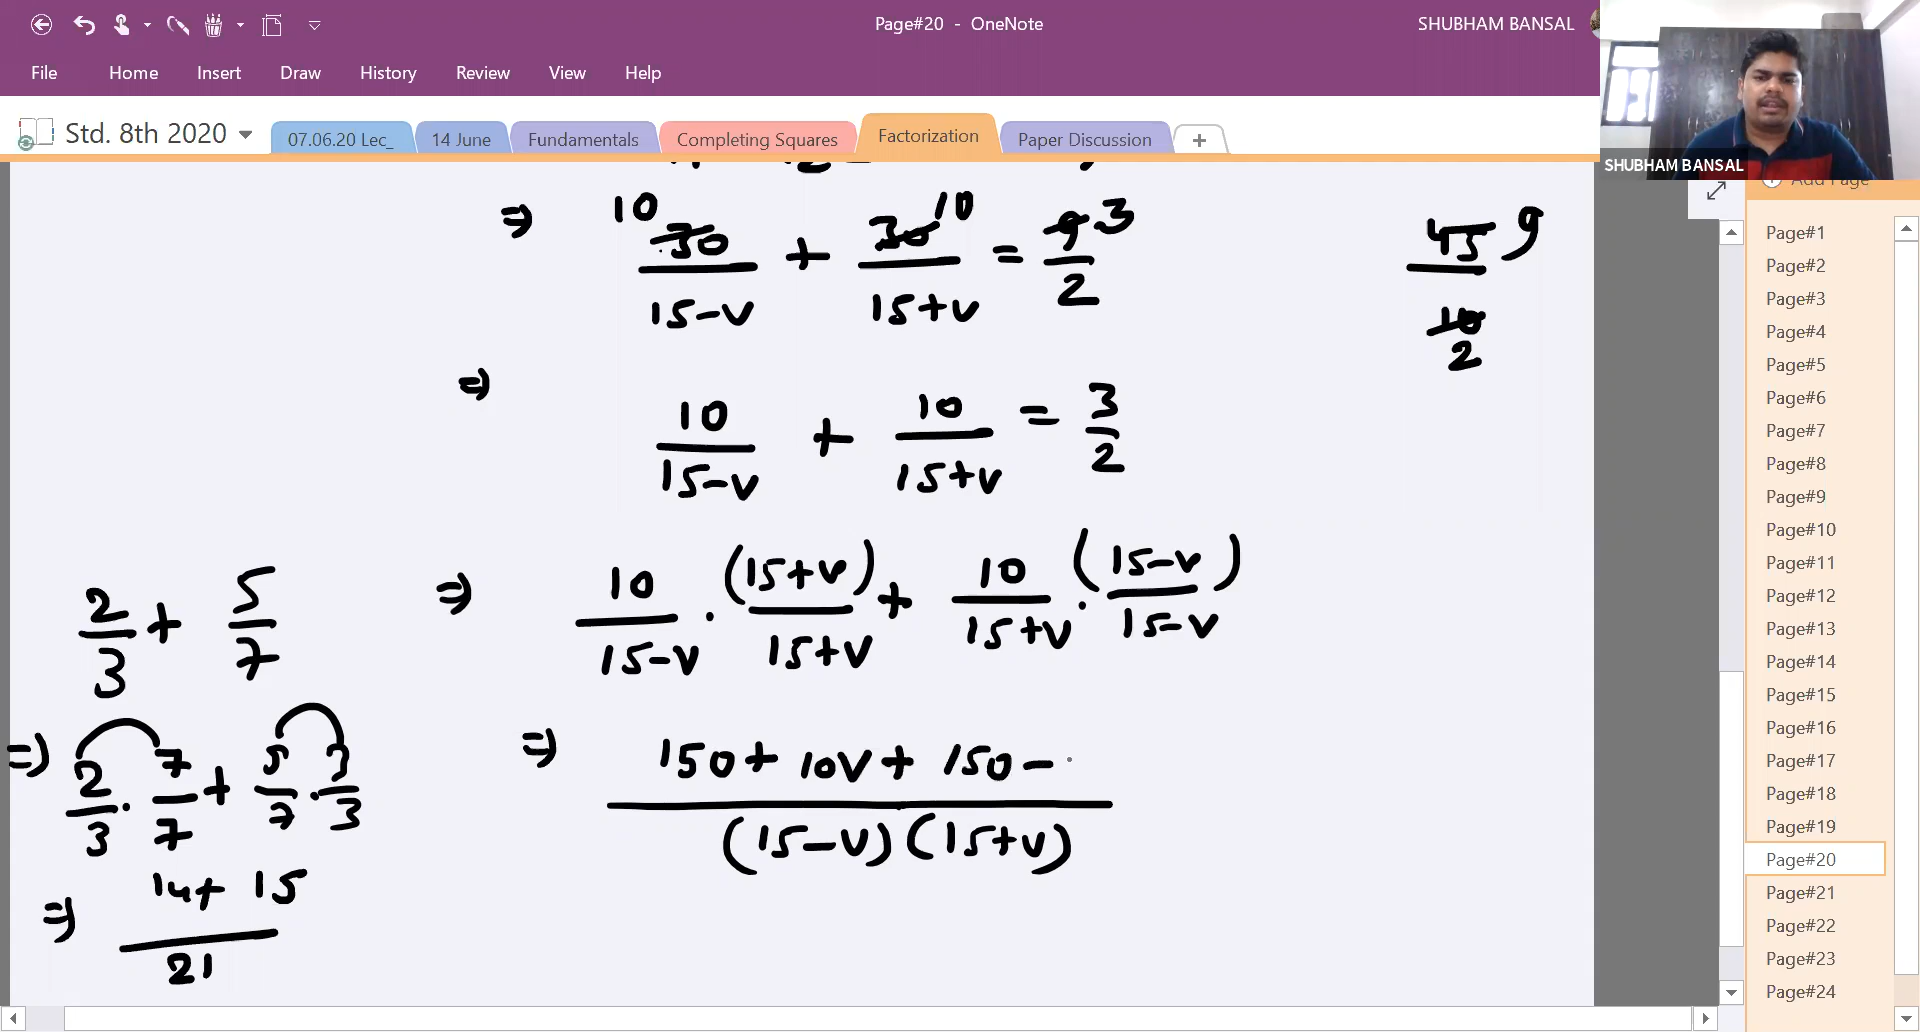 Page#20 - OneNote
SHUBHAM BANSAL
File Home Insert Draw History Review View Help
SHUBHAM BANSAL
Std. 8th 2020
07.06.20 Lec_ 14 June Fundamentals Completing Squares Factorization Paper Discussion +
Add Page
⇒ 10 30/15-v + 30 10/15+v = 9 3/2
45 9/10 2
⇒ 10/15-v + 10/15+v = 3/2
2/3 + 5/7
⇒ 10/15-v · (15+v)/15+v + 10/15+v · (15-v)/15-v
⇒ 2/3 · 7/7 + 5/7 · 3/3
⇒ 150 + 10v + 150 - / (15-v)(15+v)
⇒ 14+15/21
Page#1
Page#2
Page#3
Page#4
Page#5
Page#6
Page#7
Page#8
Page#9
Page#10
Page#11
Page#12
Page#13
Page#14
Page#15
Page#16
Page#17
Page#18
Page#19
Page#20
Page#21
Page#22
Page#23
Page#24